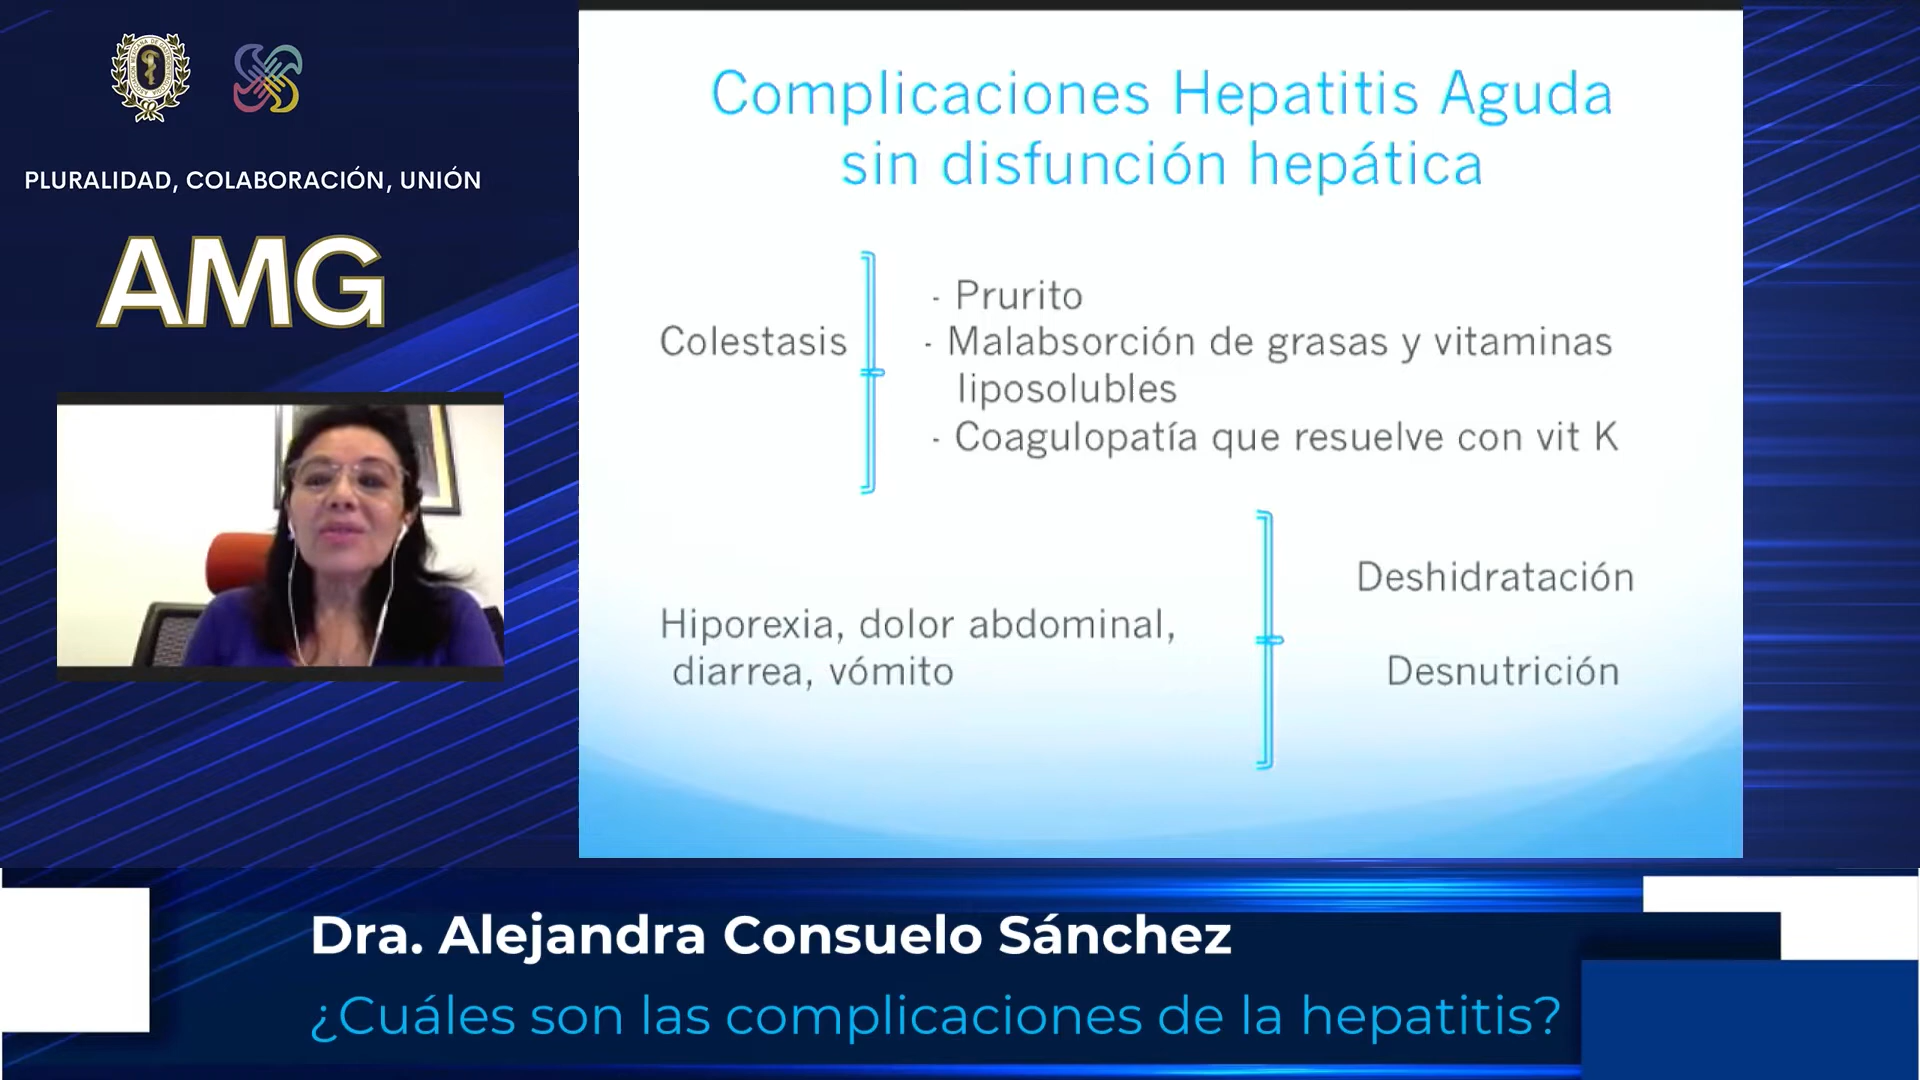 PLURALIDAD, COLABORACIÓN, UNIÓN
AMG
Complicaciones Hepatitis Aguda
sin disfunción hepática
Colestasis
- Prurito
- Malabsorción de grasas y vitaminas
liposolubles
- Coagulopatía que resuelve con vit K
Hiporexia, dolor abdominal,
diarrea, vómito
Deshidratación
Desnutrición
Dra. Alejandra Consuelo Sánchez
¿Cuáles son las complicaciones de la hepatitis?